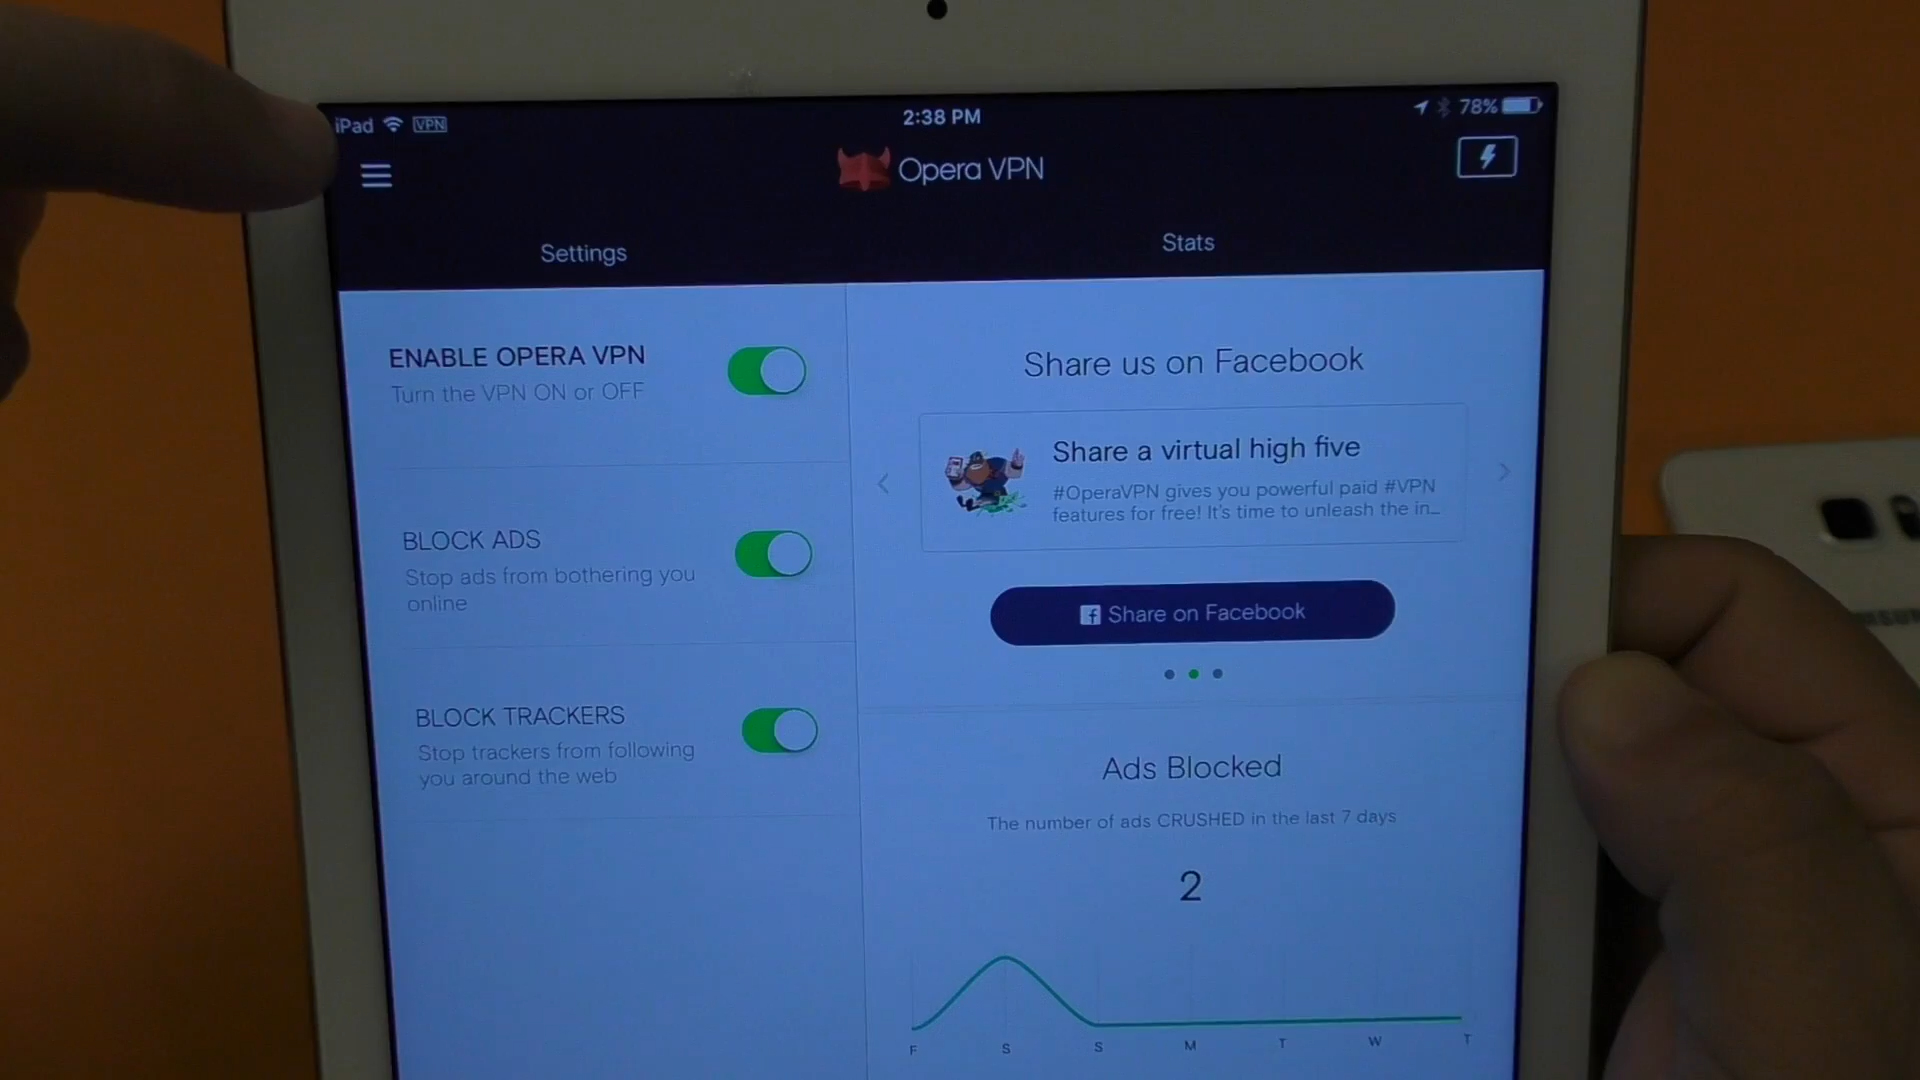 iPad VPN
2:38 PM
78%
Opera VPN
Settings
Stats
ENABLE OPERA VPN
Turn the VPN ON or OFF
BLOCK ADS
Stop ads from bothering you
online
BLOCK TRACKERS
Stop trackers from following
you around the web
Share us on Facebook
Share a virtual high five
#OperaVPN gives you powerful paid #VPN
features for free! It's time to unleash the in...
f Share on Facebook
Ads Blocked
The number of ads CRUSHED in the last 7 days
2
F S S M T W T